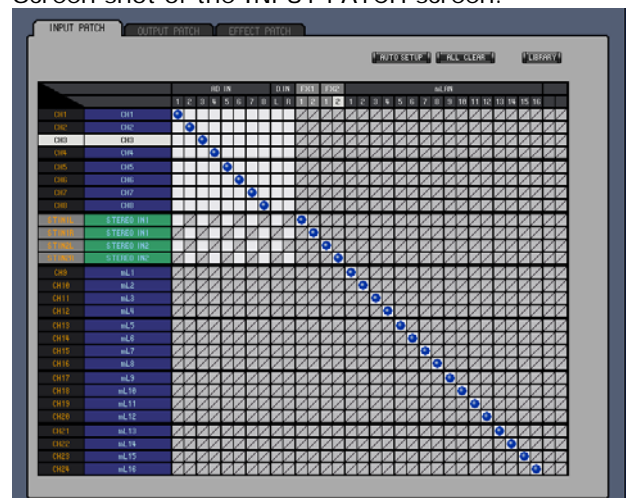 Screen shot of the INPUT PATCH screen.
INPUT PATCH OUTPUT PATCH EFFECT PATCH
AUTO SETUP ALL CLEAR LIBRARY
AD IN D.IN FX1 FX2 mLAN
1 2 3 4 5 6 7 8 L R 1 2 1 2 1 2 3 4 5 6 7 8 9 10 11 12 13 14 15 16
CH1 CH1
CH2 CH2
CH3 CH3
CH4 CH4
CH5 CH5
CH6 CH6
CH7 CH7
CH8 CH8
STIN1L STEREO IN1
STIN1R STEREO IN1
STIN2L STEREO IN2
STIN2R STEREO IN2
CH9 mL1
CH10 mL2
CH11 mL3
CH12 mL4
CH13 mL5
CH14 mL6
CH15 mL7
CH16 mL8
CH17 mL9
CH18 mL10
CH19 mL11
CH20 mL12
CH21 mL13
CH22 mL14
CH23 mL15
CH24 mL16